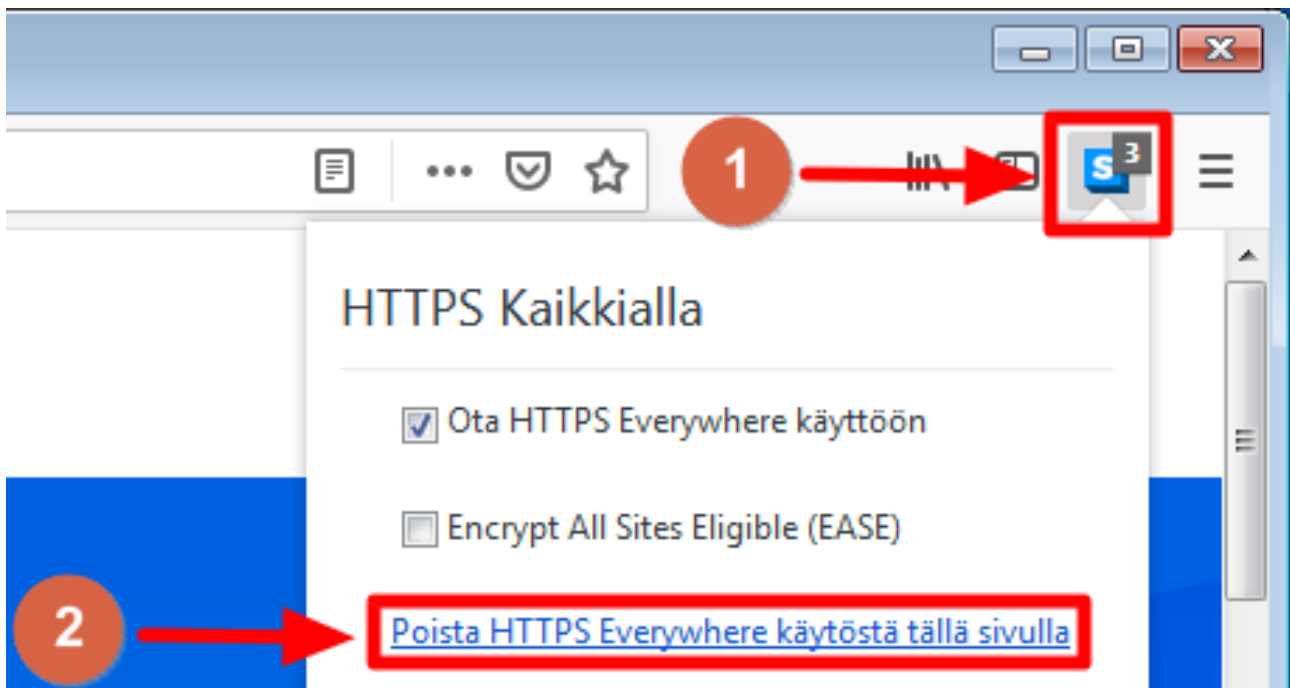 1
S 3
HTTPS Kaikkialla
Ota HTTPS Everywhere käyttöön
Encrypt All Sites Eligible (EASE)
2
Poista HTTPS Everywhere käytöstä tällä sivulla